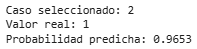 Caso seleccionado: 2
Valor real: 1
Probabilidad predicha: 0.9653